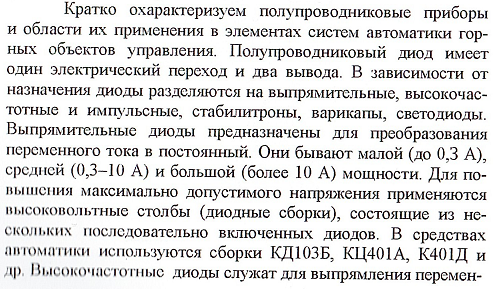 Кратко охарактеризуем полупроводниковые приборы
и области их применения в элементах систем автоматики гор-
ных объектов управления. Полупроводниковый диод имеет
один электрический переход и два вывода. В зависимости от
назначения диоды разделяются на выпрямительные, высокочас-
тотные и импульсные, стабилитроны, варикапы, светодиоды.
Выпрямительные диоды предназначены для преобразования
переменного тока в постоянный. Они бывают малой (до 0,3 А),
средней (0,3–10 А) и большой (более 10 А) мощности. Для по-
вышения максимально допустимого напряжения применяются
высоковольтные столбы (диодные сборки), состоящие из не-
скольких последовательно включенных диодов. В средствах
автоматики используются сборки КД103Б, КЦ401А, К401Д и
др. Высокочастотные диоды служат для выпрямления перемен-